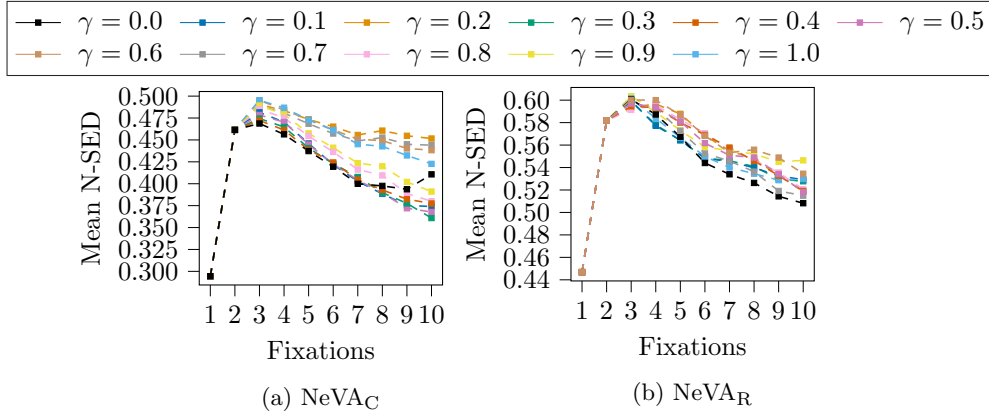 γ = 0.0 γ = 0.1 γ = 0.2 γ = 0.3 γ = 0.4 γ = 0.5
γ = 0.6 γ = 0.7 γ = 0.8 γ = 0.9 γ = 1.0
Mean N-SED
0.500
0.475
0.450
0.425
0.400
0.375
0.350
0.325
0.300
1 2 3 4 5 6 7 8 9 10
Fixations
(a) NeVA_C
Mean N-SED
0.60
0.58
0.56
0.54
0.52
0.50
0.48
0.46
0.44
1 2 3 4 5 6 7 8 9 10
Fixations
(b) NeVA_R